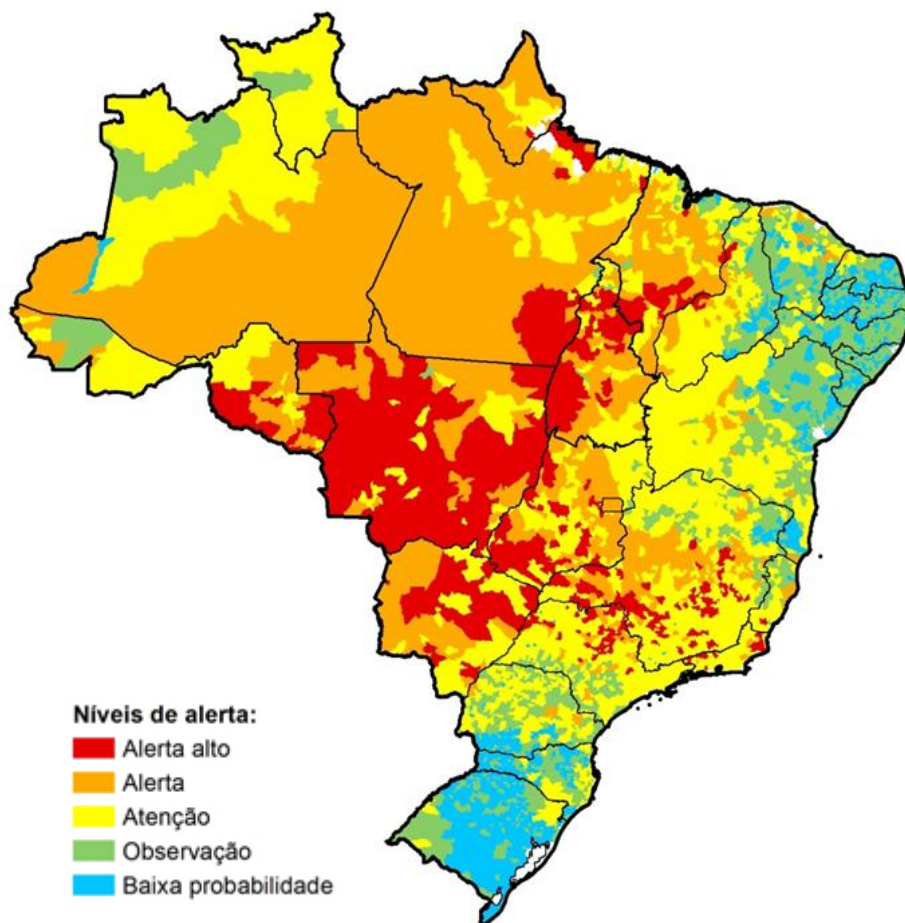 Níveis de alerta:
Alerta alto
Alerta
Atenção
Observação
Baixa probabilidade